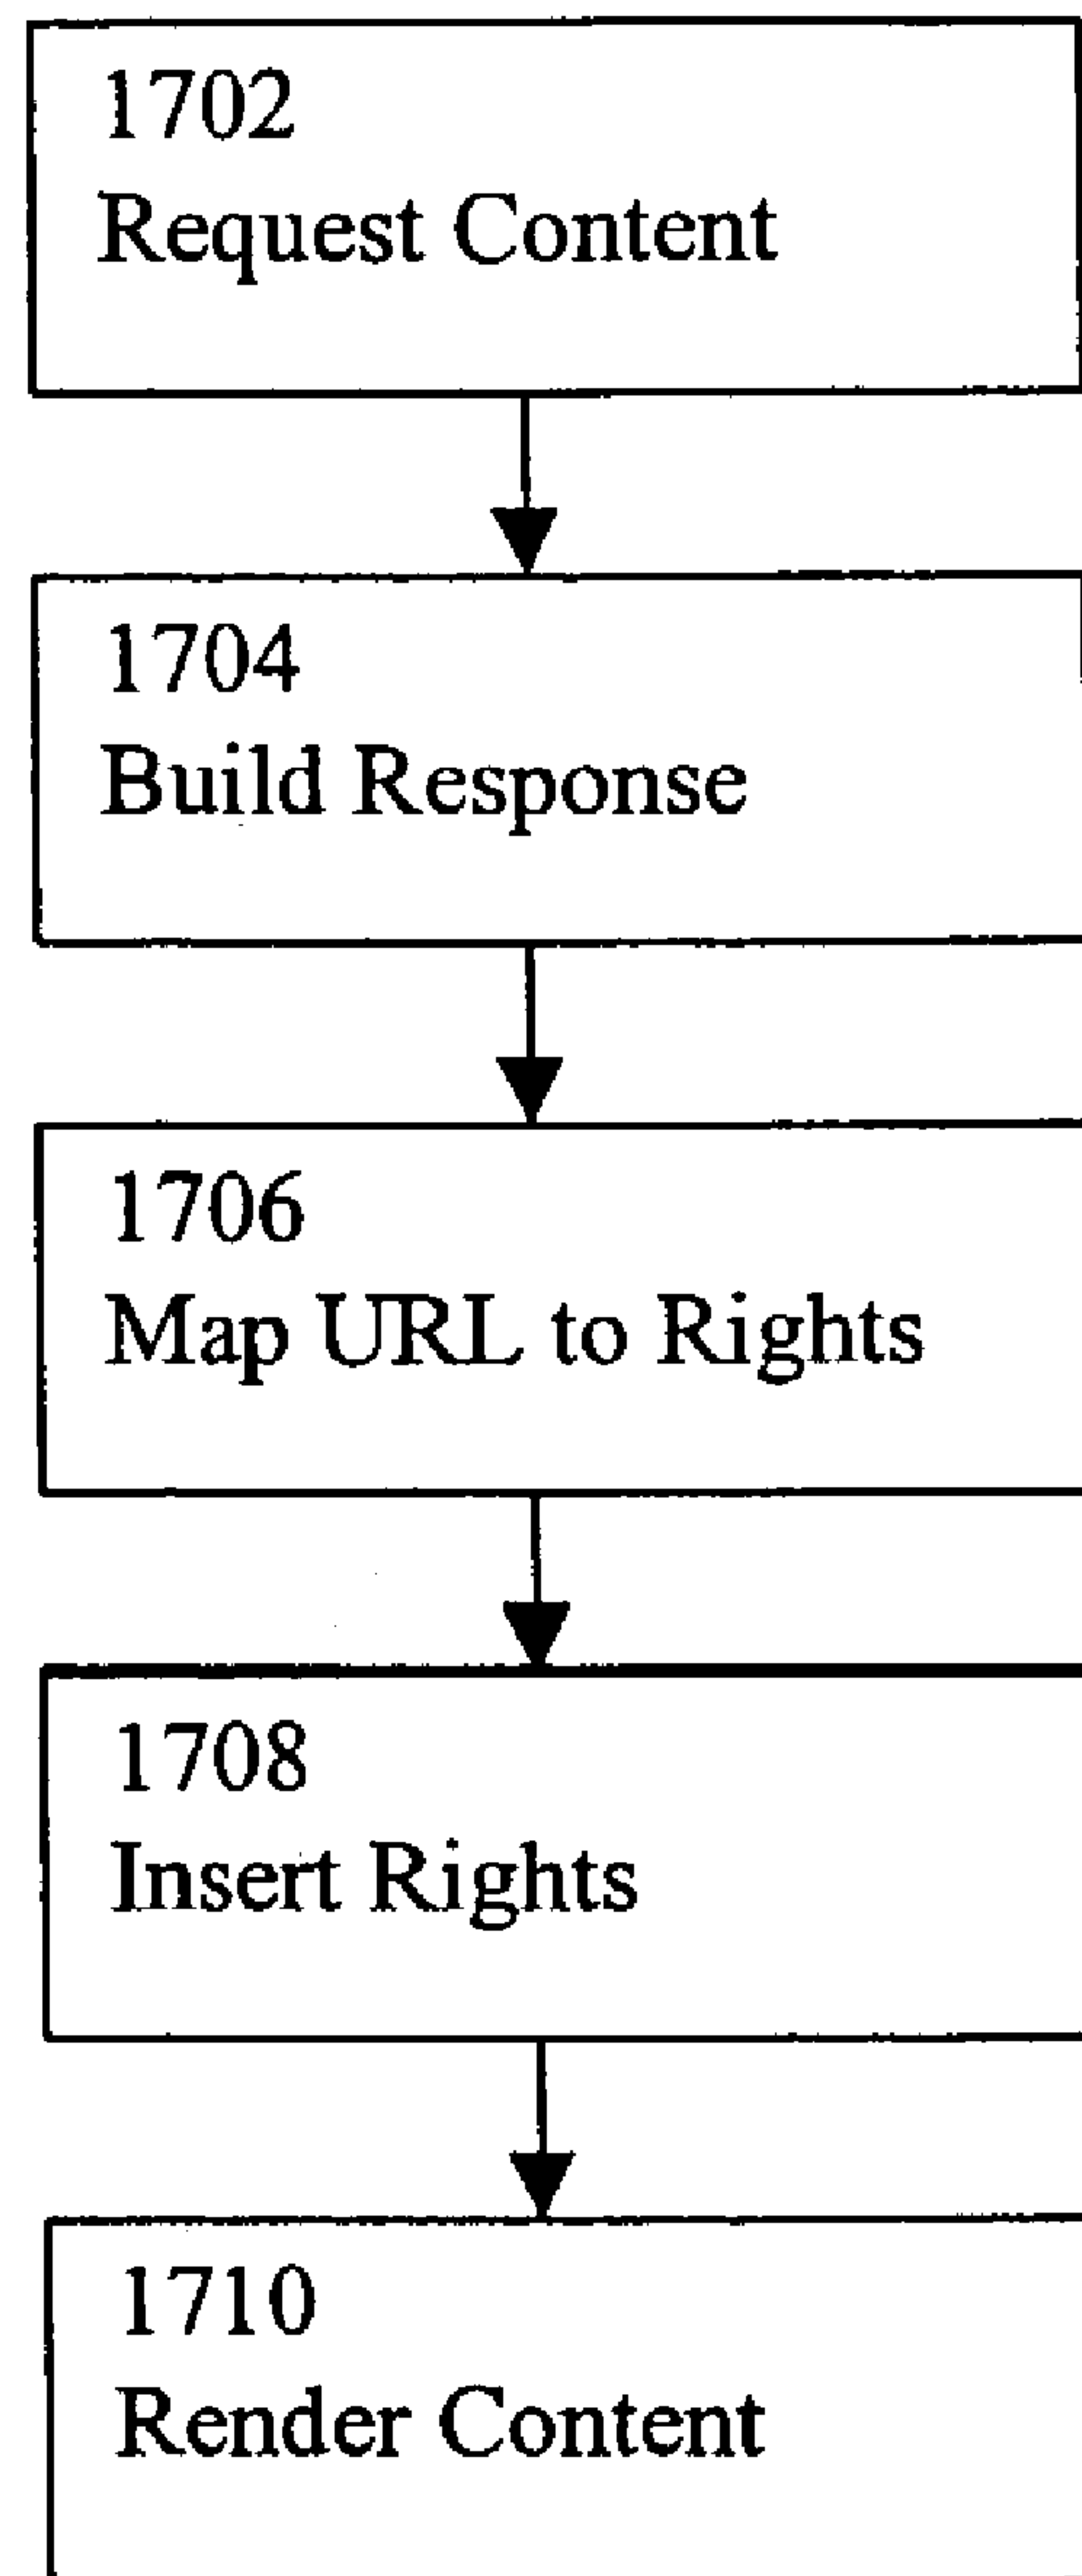 1702
Request Content
1704
Build Response
1706
Map URL to Rights
1708
Insert Rights
1710
Render Content